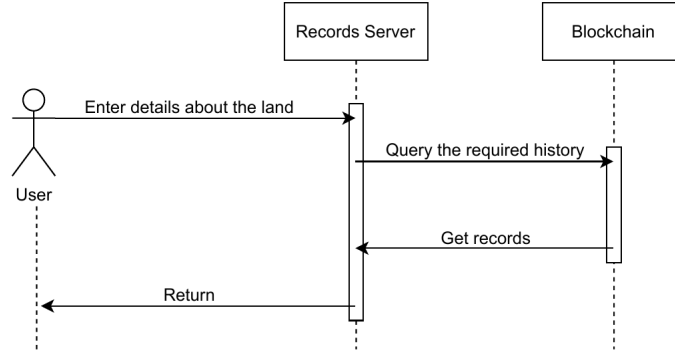 Records Server
Blockchain
Enter details about the land
Query the required history
User
Get records
Return